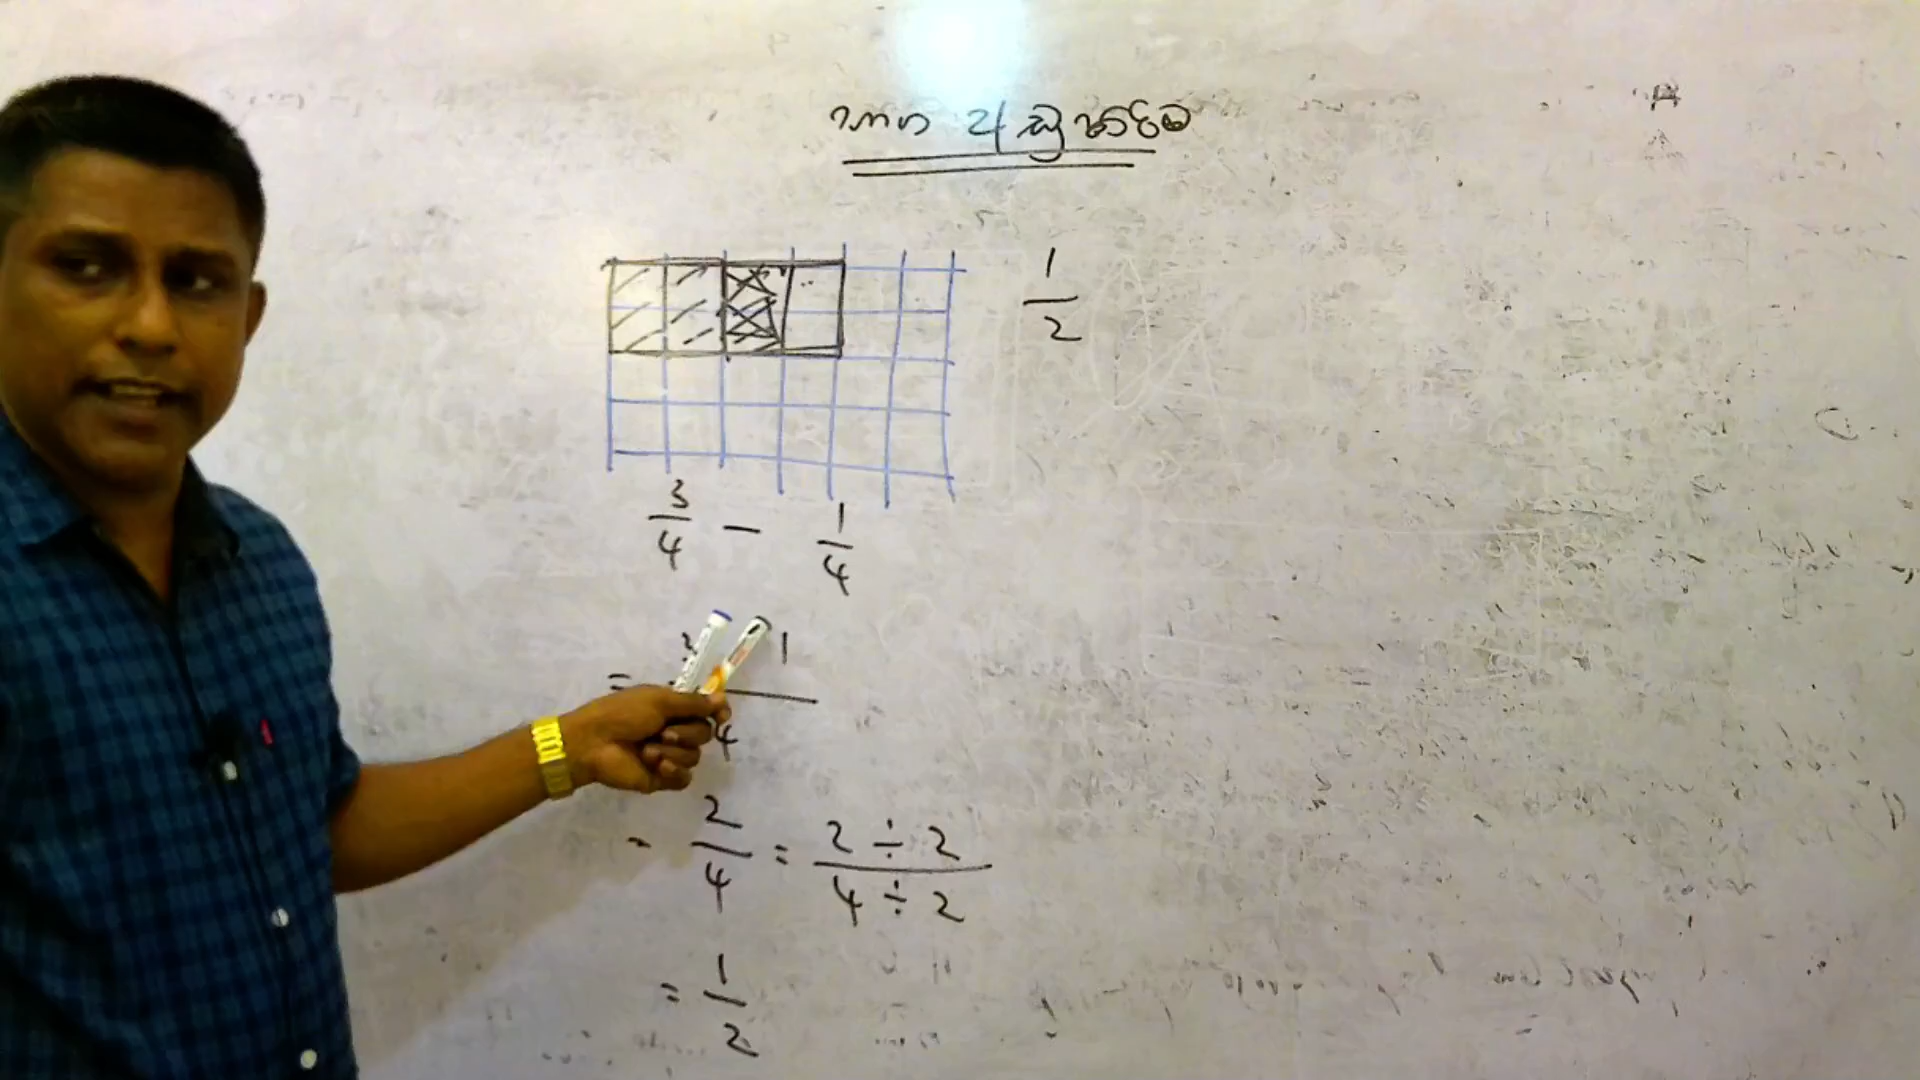 භාග අඩු කිරීම
1/2
3/4 - 1/4
= 3 1 / 4
= 2/4 = 2 ÷ 2 / 4 ÷ 2
= 1/2